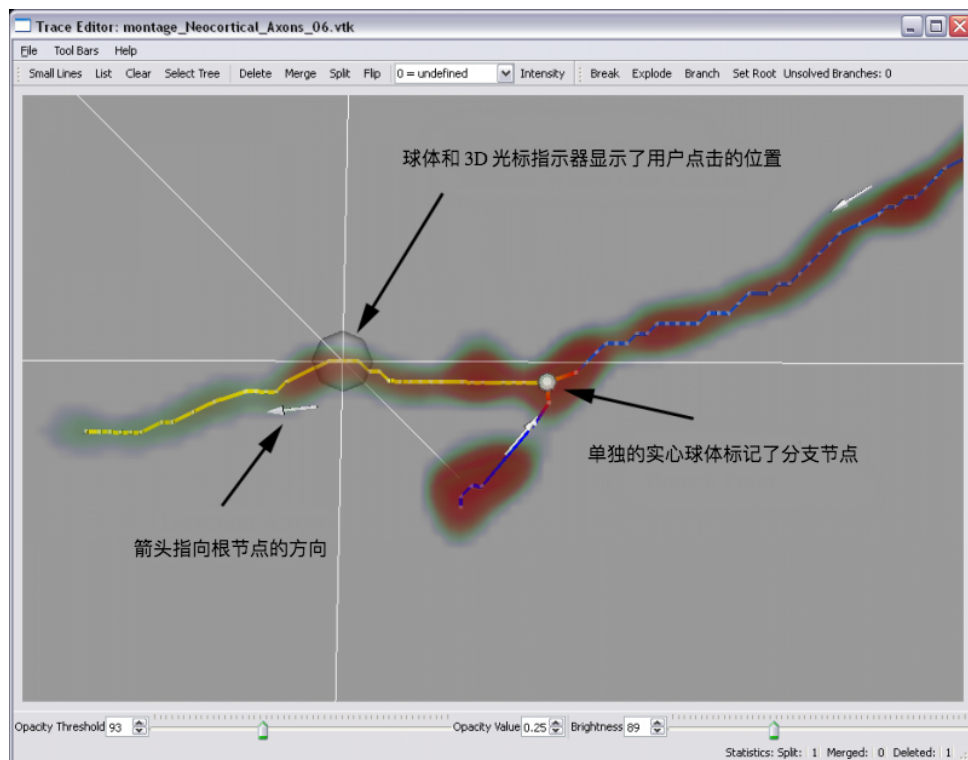 Trace Editor: montage_Neocortical_Axons_06.vtk
File Tool Bars Help
Small Lines List Clear Select Tree Delete Merge Split Flip 0 = undefined Intensity Break Explode Branch Set Root Unsolved Branches: 0
球体和 3D 光标指示器显示了用户点击的位置
单独的实心球体标记了分支节点
箭头指向根节点的方向
Opacity Threshold 93 Opacity Value 0.25 Brightness 89
Statistics: Split: 1 Merged: 0 Deleted: 1